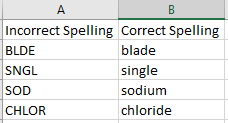 A B
Incorrect Spelling Correct Spelling
BLDE blade
SNGL single
SOD sodium
CHLOR chloride